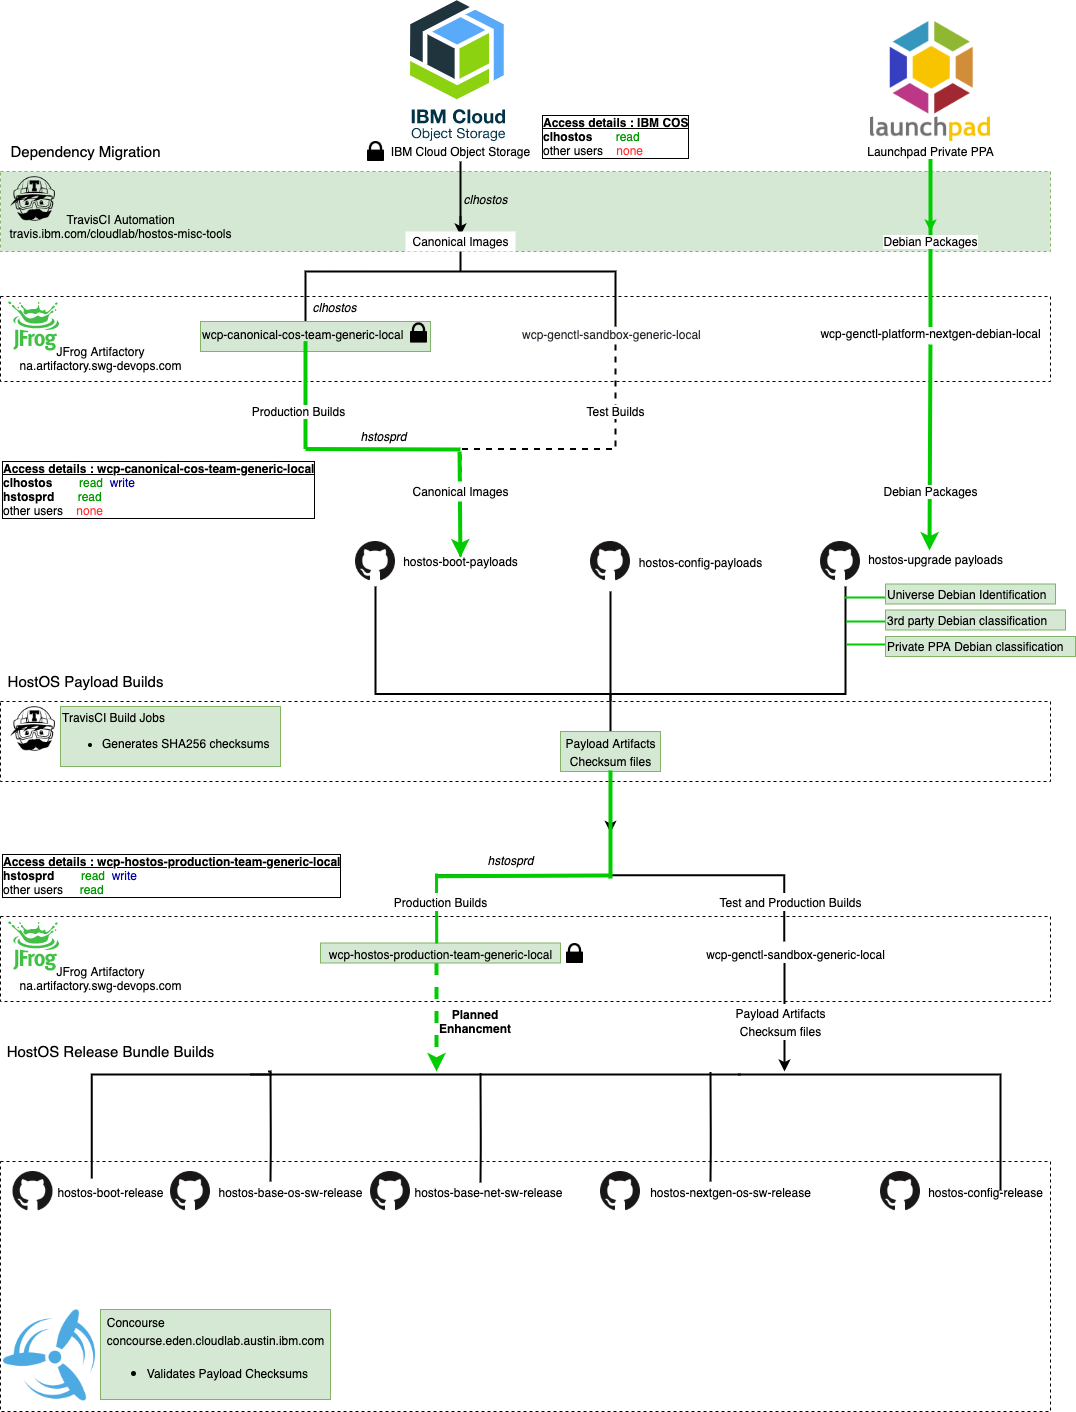 IBM Cloud
Object Storage
launchpad
Access details : IBM COS
clhostos read
other users none
Dependency Migration
IBM Cloud Object Storage
Launchpad Private PPA
TravisCI Automation
travis.ibm.com/cloudlab/hostos-misc-tools
clhostos
Canonical Images
Debian Packages
clhostos
JFrog
JFrog Artifactory
na.artifactory.swg-devops.com
wcp-canonical-cos-team-generic-local
wcp-genctl-sandbox-generic-local
wcp-genctl-platform-nextgen-debian-local
Production Builds
Test Builds
hstosprd
Access details : wcp-canonical-cos-team-generic-local
clhostos read write
hstosprd read
other users none
Canonical Images
Debian Packages
hostos-boot-payloads
hostos-config-payloads
hostos-upgrade payloads
Universe Debian Identification
3rd party Debian classification
Private PPA Debian classification
HostOS Payload Builds
TravisCI Build Jobs
• Generates SHA256 checksums
Payload Artifacts
Checksum files
Access details : wcp-hostos-production-team-generic-local
hstosprd read write
other users read
hstosprd
Production Builds
Test and Production Builds
JFrog
JFrog Artifactory
na.artifactory.swg-devops.com
wcp-hostos-production-team-generic-local
wcp-genctl-sandbox-generic-local
Planned
Enhancment
Payload Artifacts
Checksum files
HostOS Release Bundle Builds
hostos-boot-release
hostos-base-os-sw-release
hostos-base-net-sw-release
hostos-nextgen-os-sw-release
hostos-config-release
Concourse
concourse.eden.cloudlab.austin.ibm.com
• Validates Payload Checksums